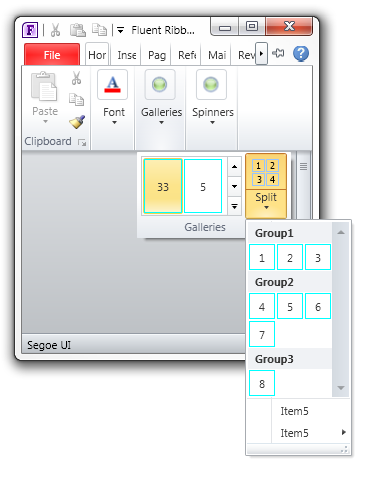 F Fluent Ribb...
File Hor Inse Pag Refe Mai Rev
Paste
Font
Galleries
Spinners
Clipboard
33 5
1 2
3 4
Split
Galleries
Group1
1 2 3
Group2
4 5 6
7
Group3
8
Item5
Item5
Segoe UI